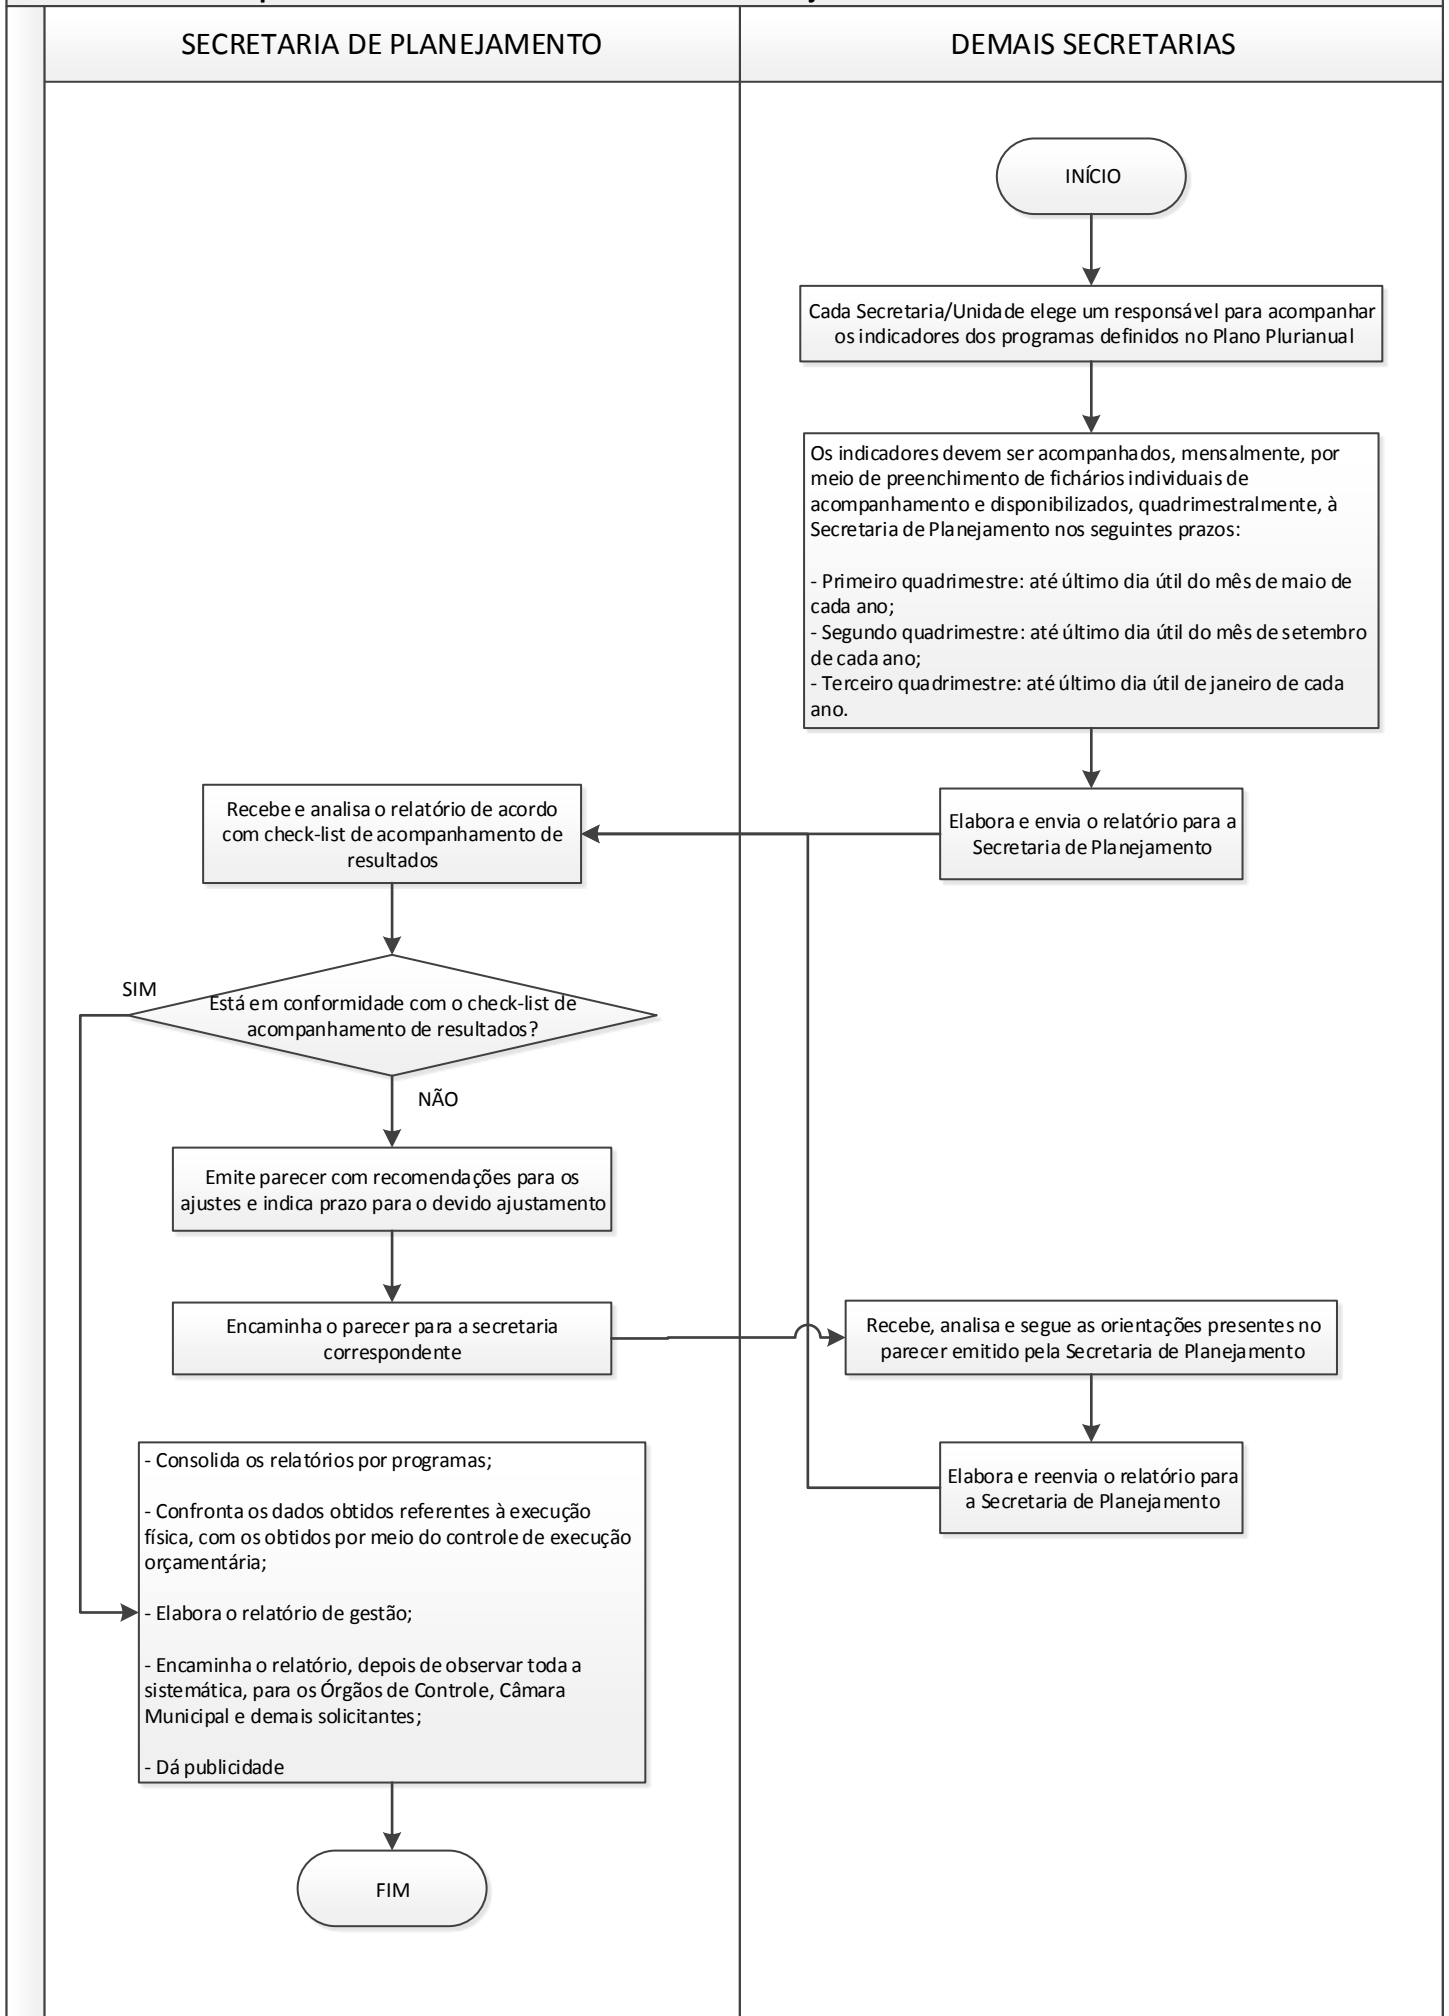 SECRETARIA DE PLANEJAMENTO
DEMAIS SECRETARIAS
INÍCIO
Cada Secretaria/Unidade elege um responsável para acompanhar
os indicadores dos programas definidos no Plano Plurianual
Os indicadores devem ser acompanhados, mensalmente, por
meio de preenchimento de fichários individuais de
acompanhamento e disponibilizados, quadrimestralmente, à
Secretaria de Planejamento nos seguintes prazos:
- Primeiro quadrimestre: até último dia útil do mês de maio de
cada ano;
- Segundo quadrimestre: até último dia útil do mês de setembro
de cada ano;
- Terceiro quadrimestre: até último dia útil de janeiro de cada
ano.
Elabora e envia o relatório para a
Secretaria de Planejamento
Recebe e analisa o relatório de acordo
com check-list de acompanhamento de
resultados
SIM
Está em conformidade com o check-list de
acompanhamento de resultados?
NÃO
Emite parecer com recomendações para os
ajustes e indica prazo para o devido ajustamento
Encaminha o parecer para a secretaria
correspondente
Recebe, analisa e segue as orientações presentes no
parecer emitido pela Secretaria de Planejamento
Elabora e reenvia o relatório para
a Secretaria de Planejamento
- Consolida os relatórios por programas;
- Confronta os dados obtidos referentes à execução
física, com os obtidos por meio do controle de execução
orçamentária;
- Elabora o relatório de gestão;
- Encaminha o relatório, depois de observar toda a
sistemática, para os Órgãos de Controle, Câmara
Municipal e demais solicitantes;
- Dá publicidade
FIM